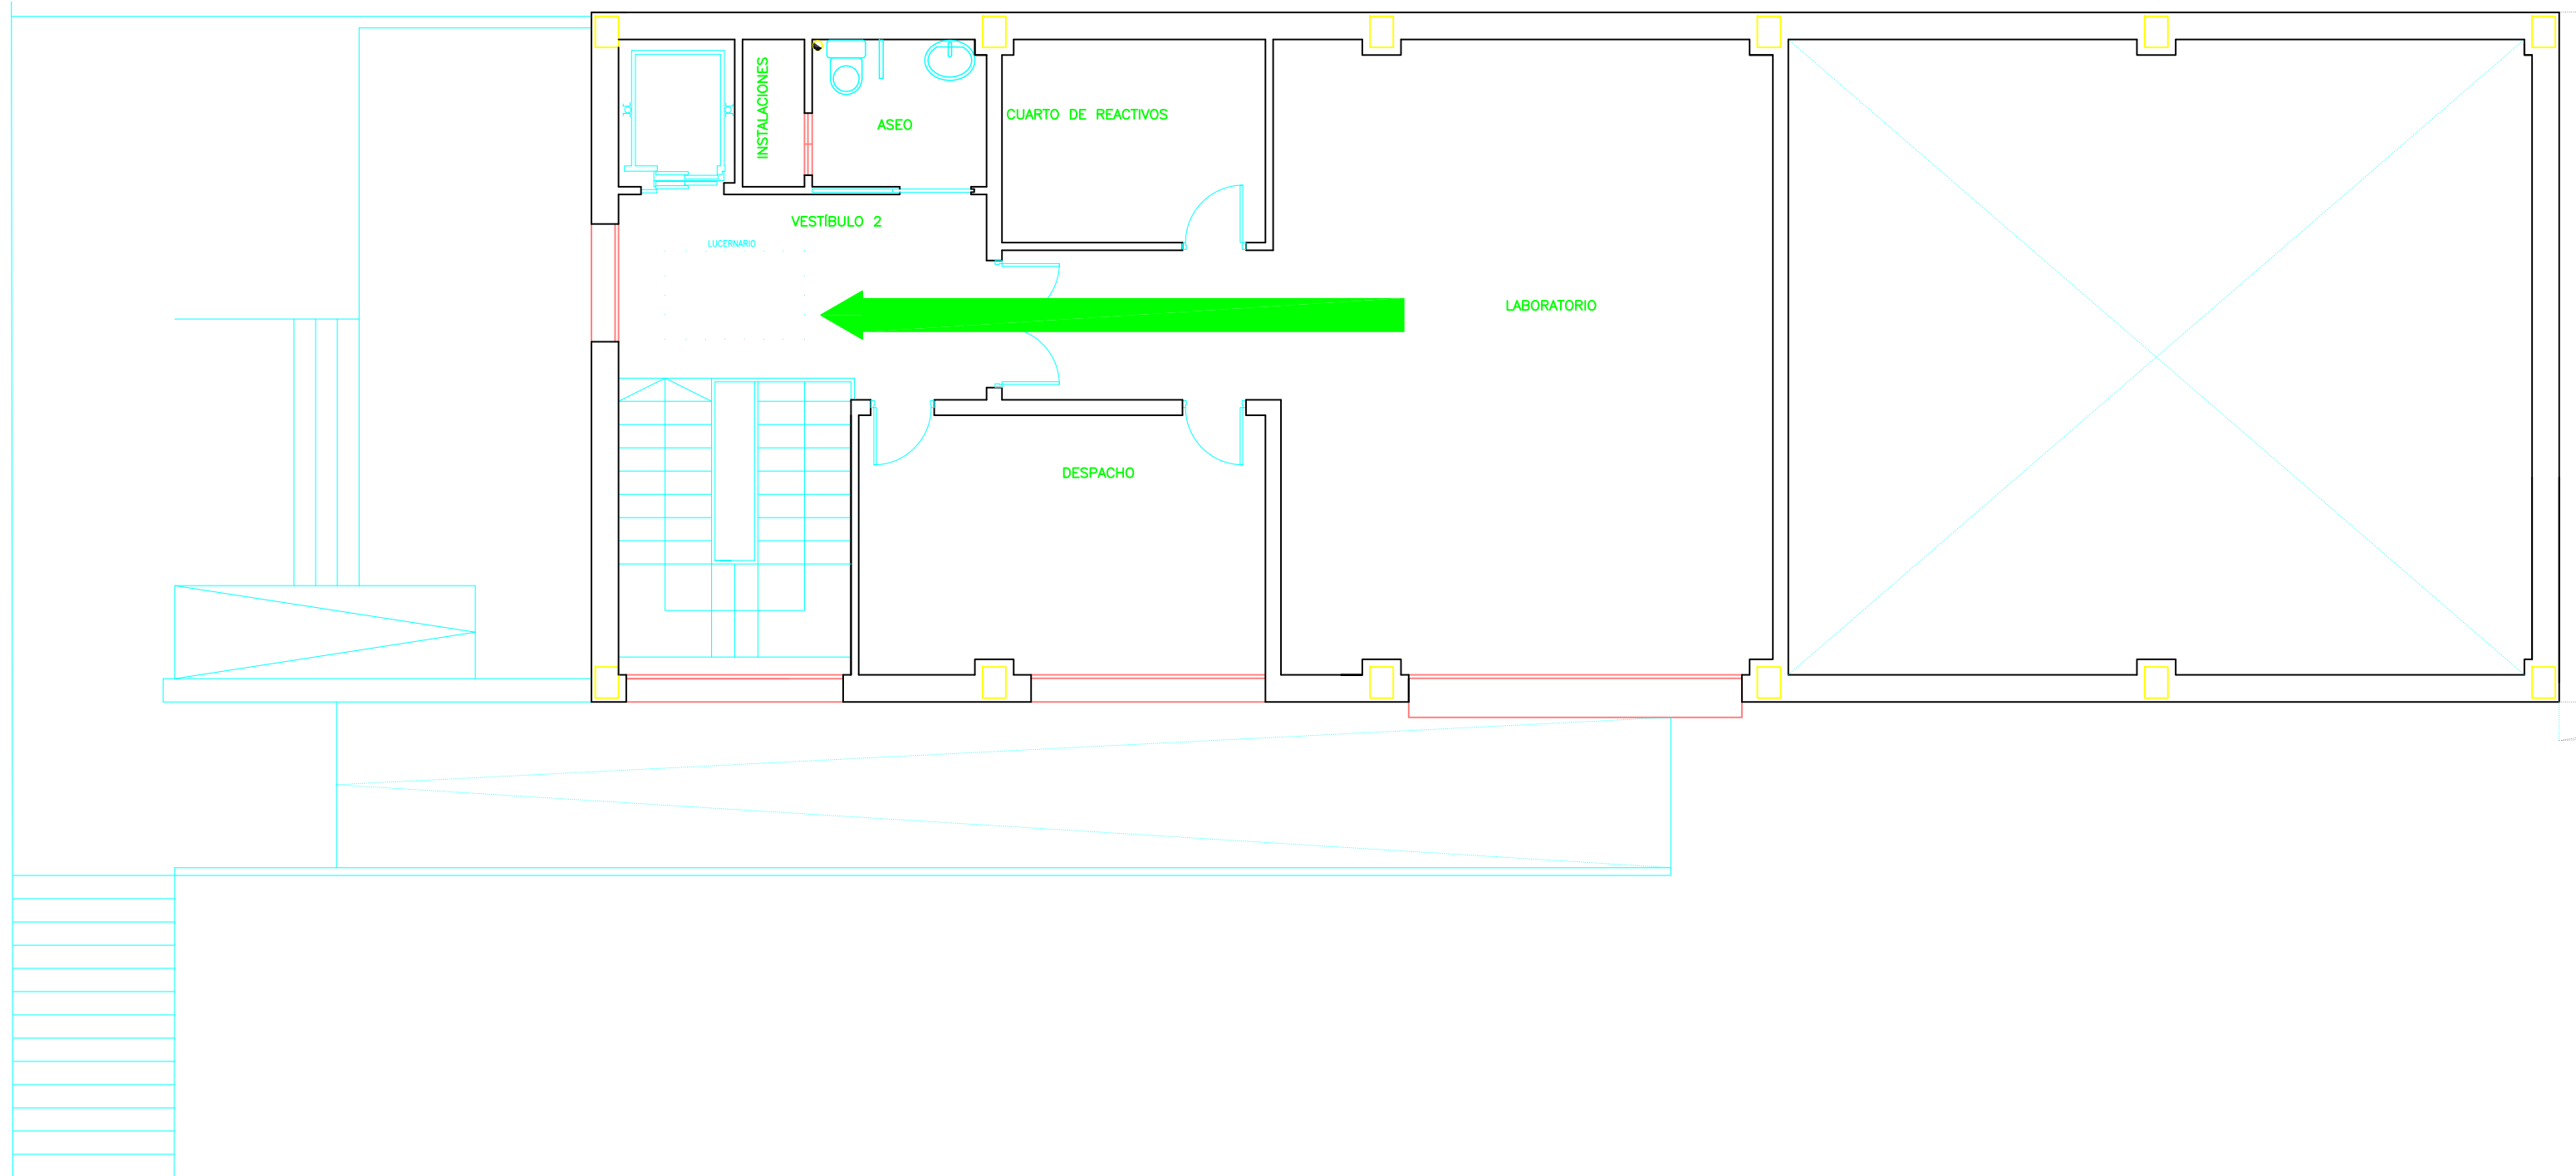 INSTALACIONES
ASEO
CUARTO DE REACTIVOS
VESTÍBULO 2
LUCERNARIO
LABORATORIO
DESPACHO